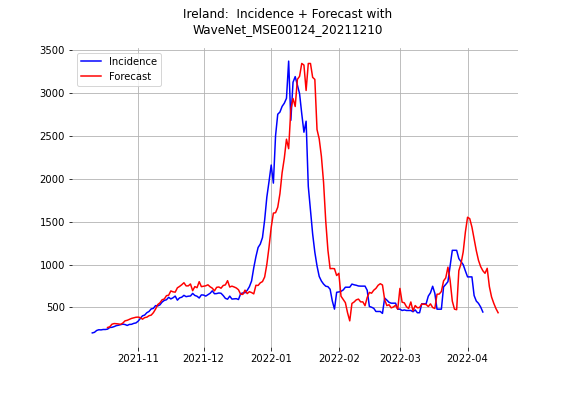 Ireland:  Incidence + Forecast with
WaveNet_MSE00124_20211210
3500
3000
2500
2000
1500
1000
500
Incidence
Forecast
2021-11 2021-12 2022-01 2022-02 2022-03 2022-04